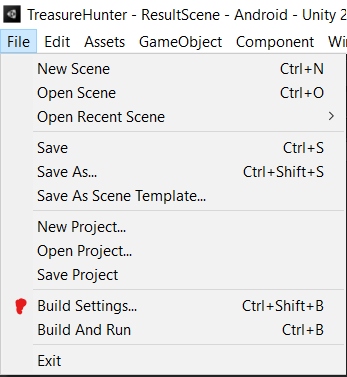 TreasureHunter - ResultScene - Android - Unity 2
File Edit Assets GameObject Component Win
New Scene Ctrl+N
Open Scene Ctrl+O
Open Recent Scene
Save Ctrl+S
Save As... Ctrl+Shift+S
Save As Scene Template...
New Project...
Open Project...
Save Project
Build Settings... Ctrl+Shift+B
Build And Run Ctrl+B
Exit